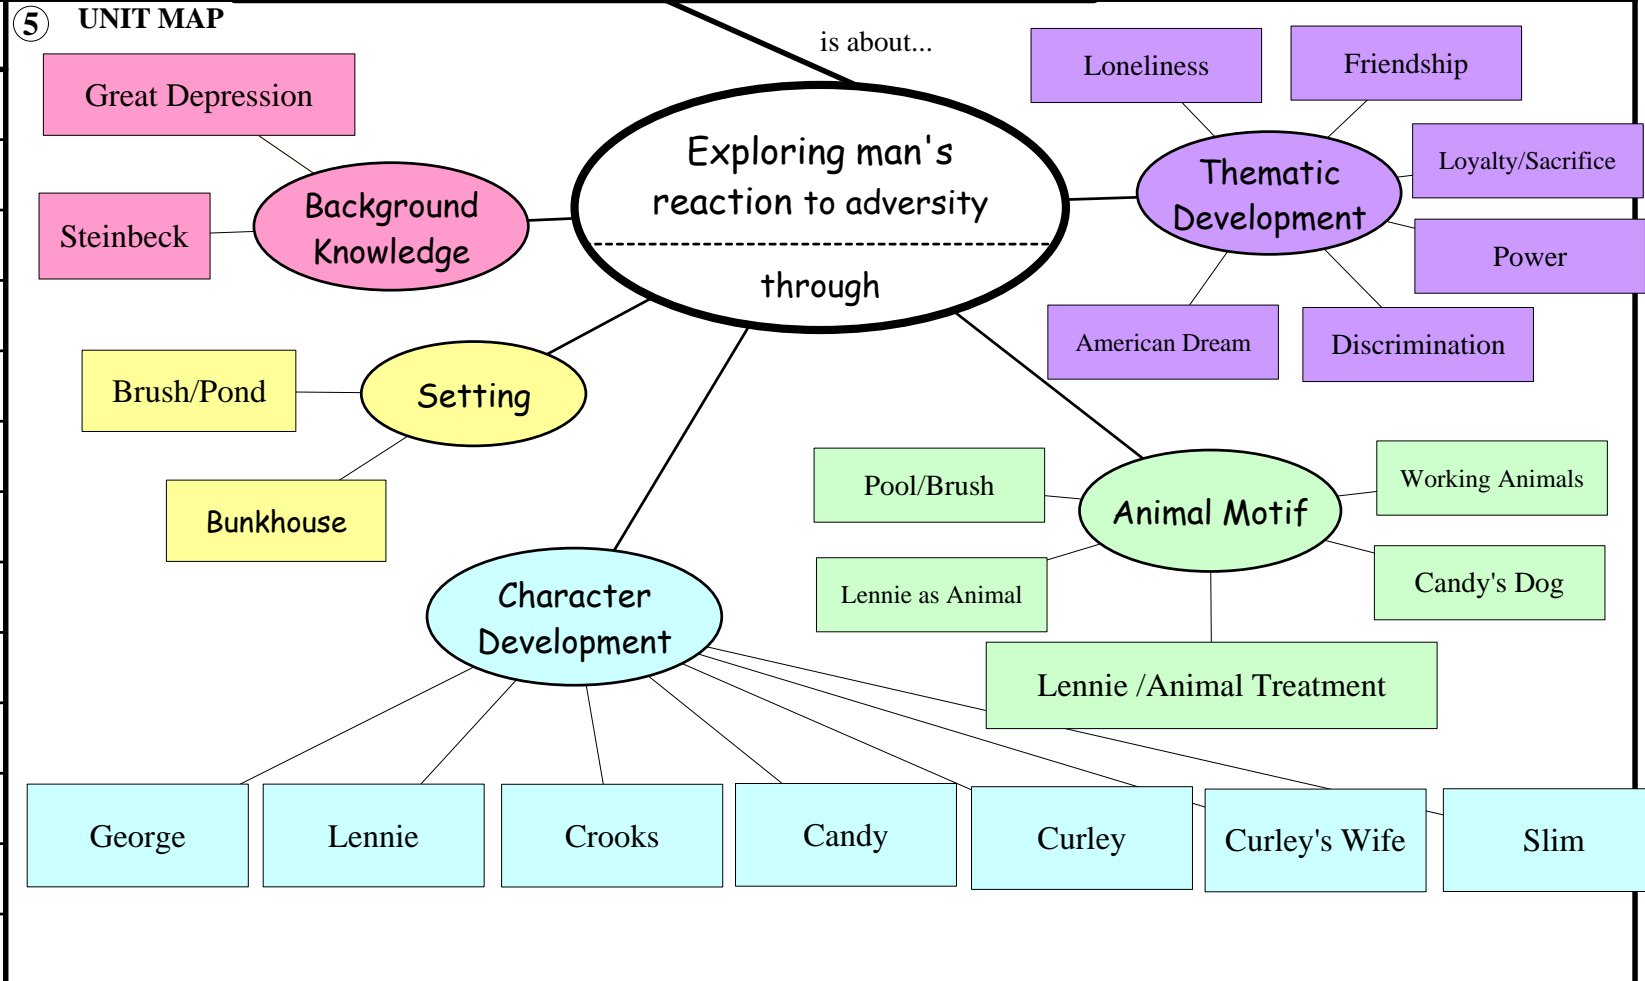 5 UNIT MAP
is about...
Great Depression
Steinbeck
Background
Knowledge
Exploring man's
reaction to adversity
through
Loneliness
Friendship
Thematic
Development
Loyalty/Sacrifice
Power
American Dream
Discrimination
Brush/Pond
Setting
Bunkhouse
Pool/Brush
Animal Motif
Working Animals
Lennie as Animal
Candy's Dog
Lennie /Animal Treatment
Character
Development
George
Lennie
Crooks
Candy
Curley
Curley's Wife
Slim